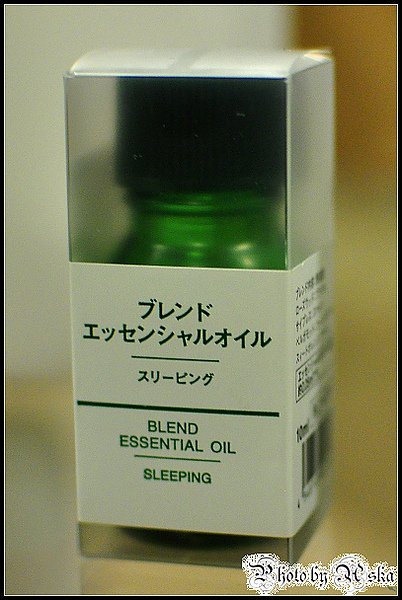 ブレンド
エッセンシャルオイル
スリーピング
BLEND
ESSENTIAL OIL
SLEEPING
10ml
Photo by Aska